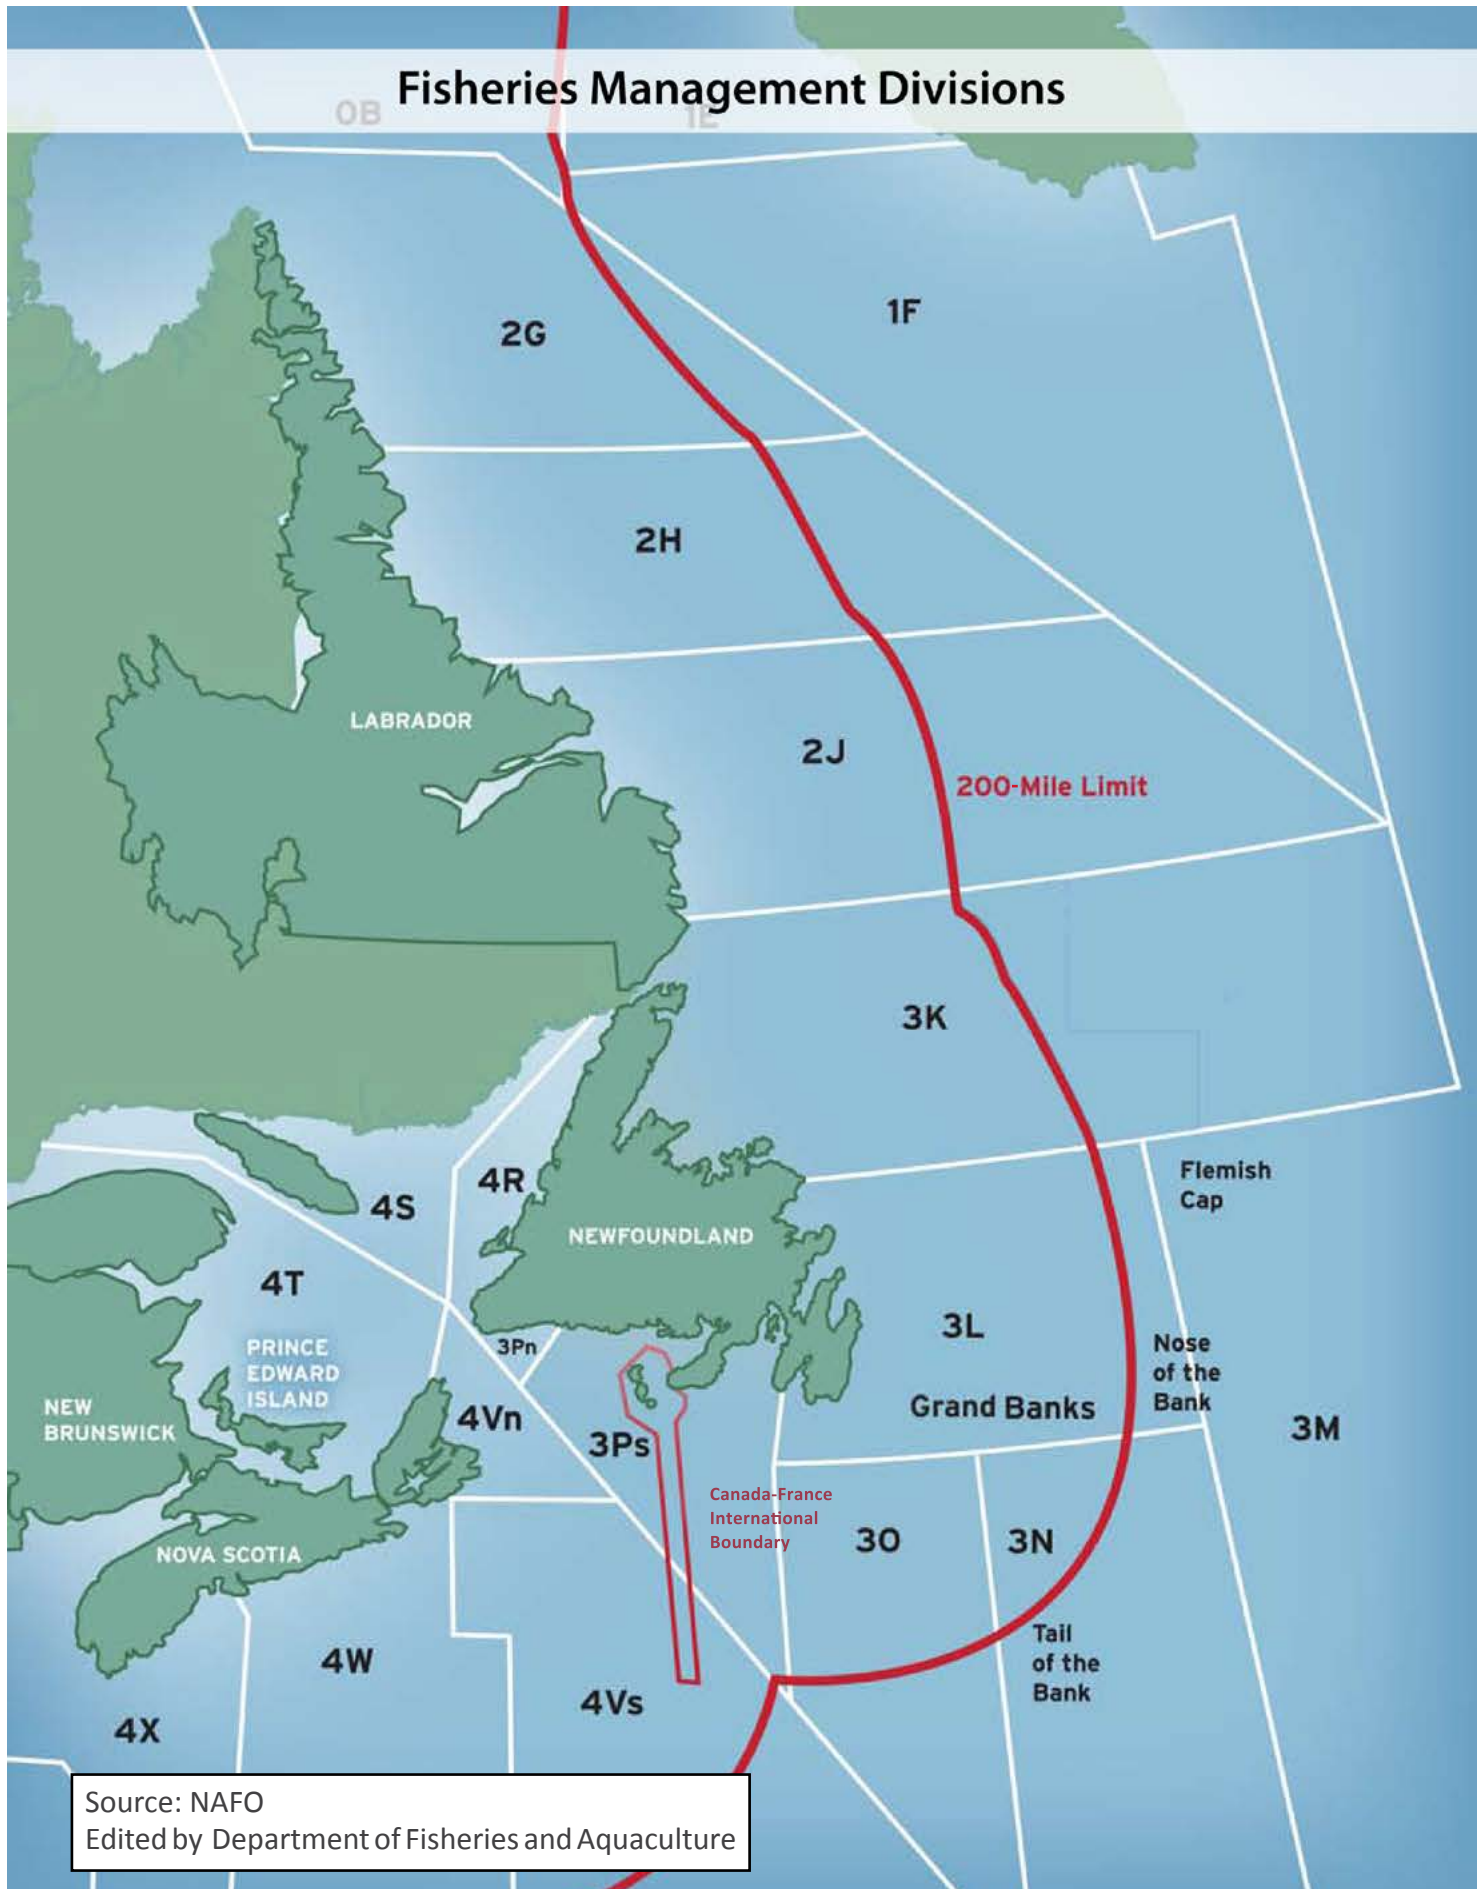 Fisheries Management Divisions
0B
1E
1F
2G
2H
LABRADOR
2J
200-Mile Limit
3K
Flemish
Cap
4R
4S
NEWFOUNDLAND
4T
3L
3Pn
Nose
of the
Bank
PRINCE
EDWARD
ISLAND
Grand Banks
NEW
BRUNSWICK
4Vn
3M
3Ps
Canada-France
International
Boundary
3O
3N
NOVA SCOTIA
Tail
of the
Bank
4W
4Vs
4X
Source: NAFO
Edited by Department of Fisheries and Aquaculture